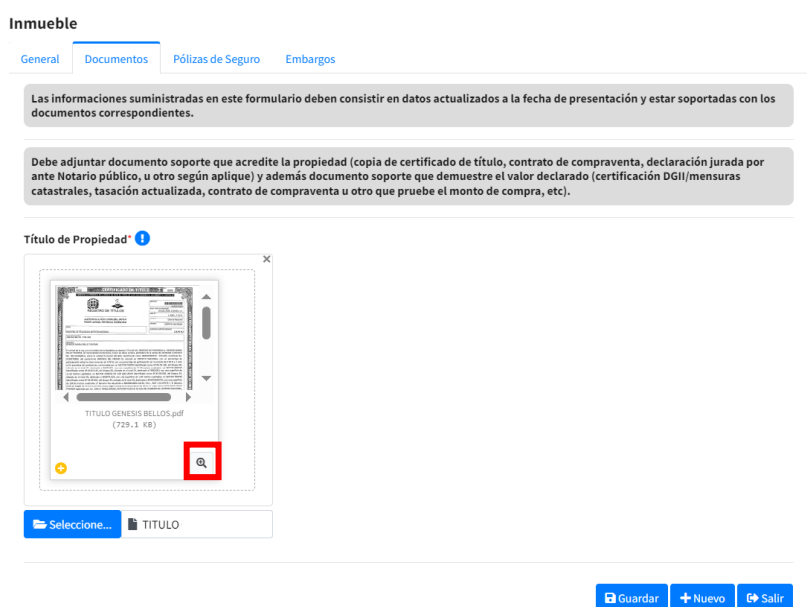 Inmueble
General Documentos Pólizas de Seguro Embargos
Las informaciones suministradas en este formulario deben consistir en datos actualizados a la fecha de presentación y estar soportadas con los
documentos correspondientes.
Debe adjuntar documento soporte que acredite la propiedad (copia de certificado de título, contrato de compraventa, declaración jurada por
ante Notario público, u otro según aplique) y además documento soporte que demuestre el valor declarado (certificación DGII/mensuras
catastrales, tasación actualizada, contrato de compraventa u otro que pruebe el monto de compra, etc).
Título de Propiedad*
REGISTRO DE TITULOS
TITULO GENESIS BELLOS.pdf
(729.1 KB)
Seleccione... TITULO
Guardar Nuevo Salir